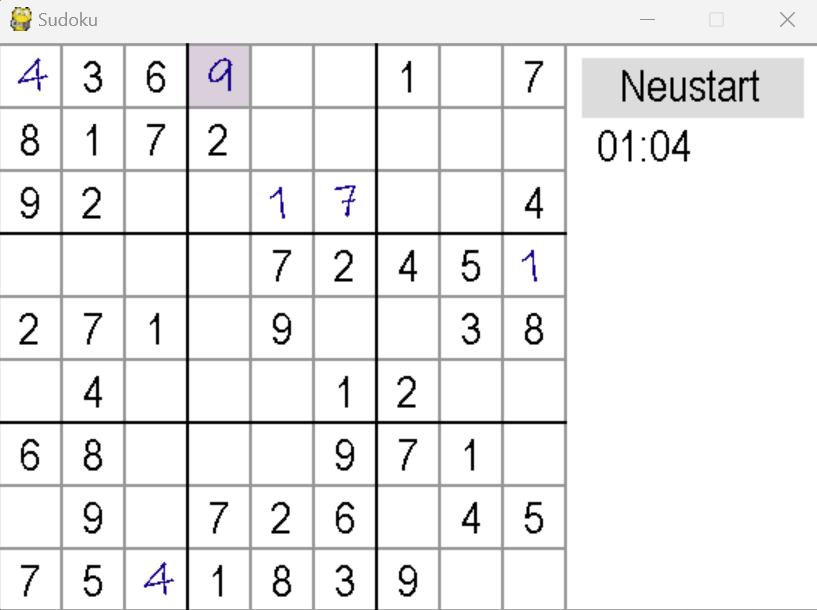 Sudoku
4 3 6 9 1 7
Neustart
8 1 7 2
01:04
9 2 1 7 4
7 2 4 5 1
2 7 1 9 3 8
4 1 2
6 8 9 7 1
9 7 2 6 4 5
7 5 4 1 8 3 9